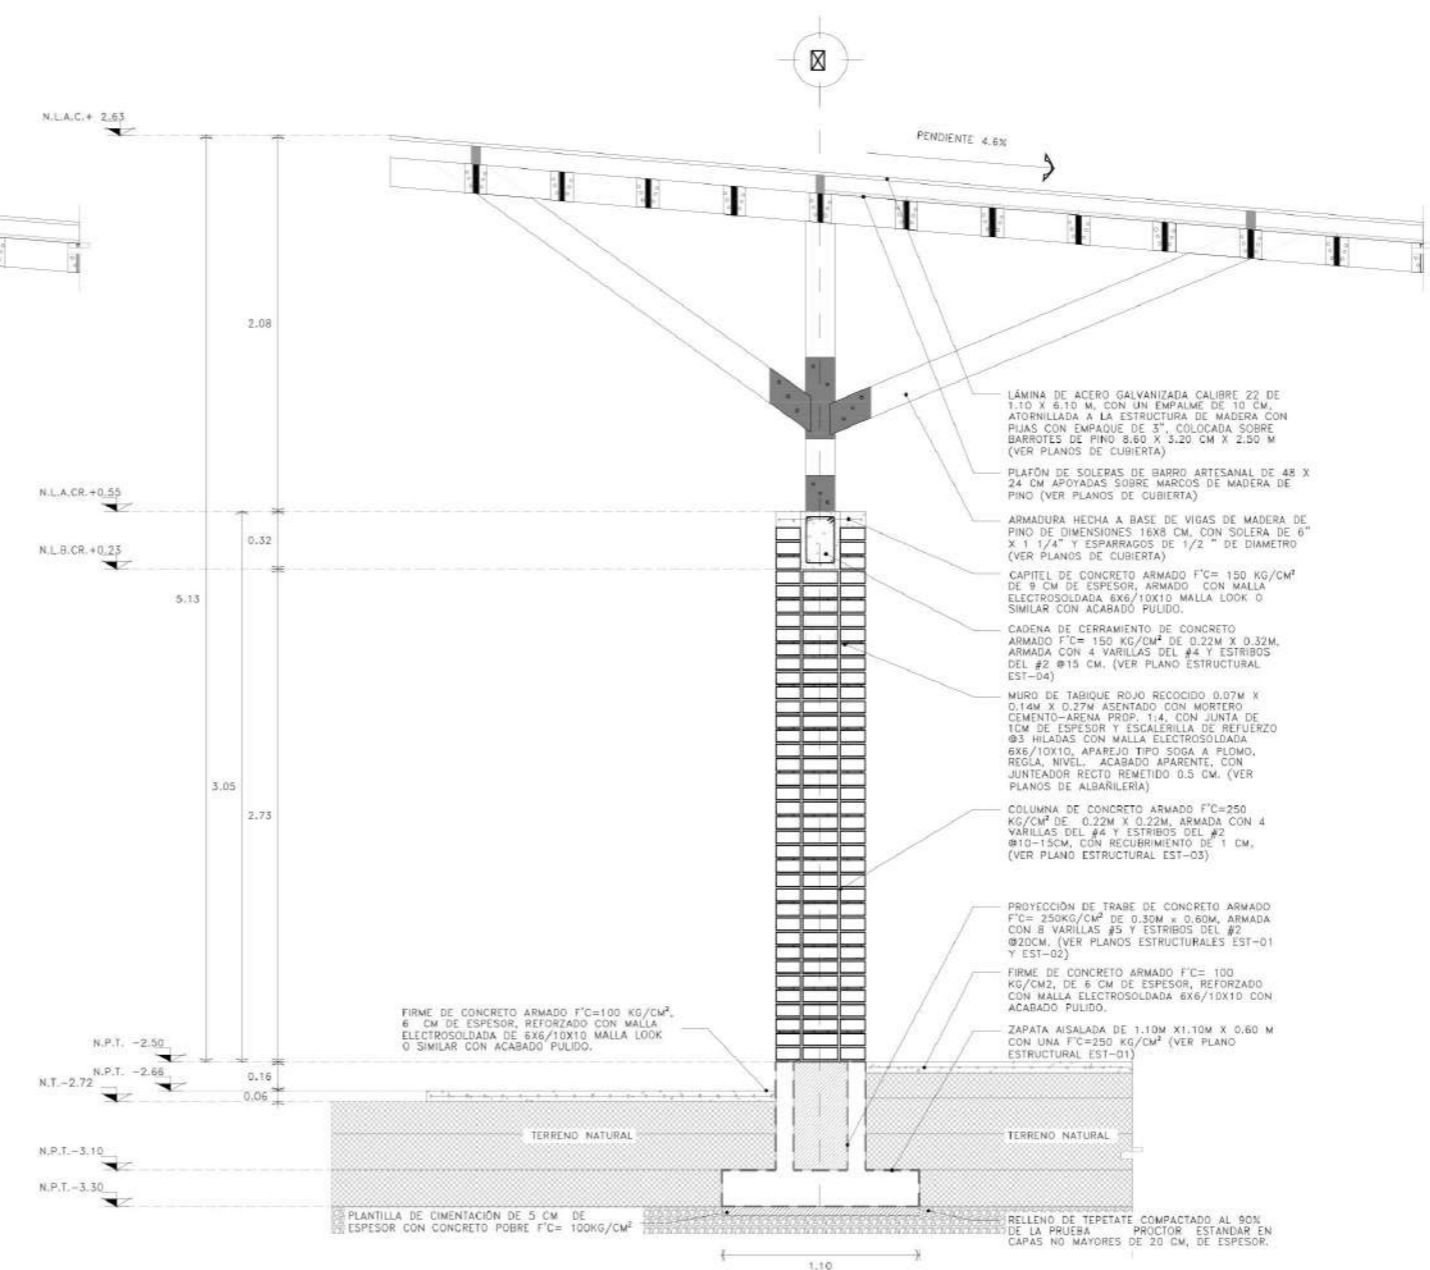 N.L.A.C.+ 2.63
PENDIENTE 4.6%
2.08
LÁMINA DE ACERO GALVANIZADA CALIBRE 22 DE
1.10 X 6.10 M, CON UN EMPALME DE 10 CM,
ATORNILLADA A LA ESTRUCTURA DE MADERA CON
PIJAS CON EMPAQUE DE 3", COLOCADA SOBRE
BARROTES DE PINO 8.60 X 3.20 CM X 2.50 M
(VER PLANOS DE CUBIERTA)
PLAFÓN DE SOLERAS DE BARRO ARTESANAL DE 48 X
24 CM APOYADAS SOBRE MARCOS DE MADERA DE
PINO (VER PLANOS DE CUBIERTA)
N.L.A.CR.+0.55
ARMADURA HECHA A BASE DE VIGAS DE MADERA DE
PINO DE DIMENSIONES 16X8 CM, CON SOLERA DE 6"
X 1 1/4" Y ESPARRAGOS DE 1/2 " DE DIAMETRO
(VER PLANOS DE CUBIERTA)
0.32
N.L.B.CR.+0.23
CAPITEL DE CONCRETO ARMADO F'C= 150 KG/CM²
DE 9 CM DE ESPESOR, ARMADO CON MALLA
ELECTROSOLDADA 6X6/10X10 MALLA LOOK O
SIMILAR CON ACABADO PULIDO.
5.13
CADENA DE CERRAMIENTO DE CONCRETO
ARMADO F'C= 150 KG/CM² DE 0.22M X 0.32M,
ARMADA CON 4 VARILLAS DEL #4 Y ESTRIBOS
DEL #2 @15 CM. (VER PLANO ESTRUCTURAL
EST-04)
MURO DE TABIQUE ROJO RECOCIDO 0.07M X
0.14M X 0.27M ASENTADO CON MORTERO
CEMENTO-ARENA PROP. 1:4, CON JUNTA DE
1CM DE ESPESOR Y ESCALERILLA DE REFUERZO
@3 HILADAS CON MALLA ELECTROSOLDADA
6X6/10X10, APAREJO TIPO SOGA A PLOMO,
REGLA, NIVEL. ACABADO APARENTE, CON
JUNTEADOR RECTO REMETIDO 0.5 CM. (VER
PLANOS DE ALBAÑILERÍA)
3.05
2.73
COLUMNA DE CONCRETO ARMADO F'C=250
KG/CM² DE 0.22M X 0.22M, ARMADA CON 4
VARILLAS DEL #4 Y ESTRIBOS DEL #2
@10-15CM, CON RECUBRIMIENTO DE 1 CM,
(VER PLANO ESTRUCTURAL EST-03)
PROYECCIÓN DE TRABE DE CONCRETO ARMADO
F'C= 250KG/CM² DE 0.30M x 0.60M, ARMADA
CON 8 VARILLAS #5 Y ESTRIBOS DEL #2
@20CM. (VER PLANOS ESTRUCTURALES EST-01
Y EST-02)
FIRME DE CONCRETO ARMADO F'C= 100
KG/CM2, DE 6 CM DE ESPESOR, REFORZADO
CON MALLA ELECTROSOLDADA 6X6/10X10 CON
ACABADO PULIDO.
FIRME DE CONCRETO ARMADO F'C=100 KG/CM²,
6 CM DE ESPESOR, REFORZADO CON MALLA
ELECTROSOLDADA DE 6X6/10X10 MALLA LOOK
O SIMILAR CON ACABADO PULIDO.
ZAPATA AISALADA DE 1.10M X1.10M X 0.60 M
CON UNA F'C=250 KG/CM² (VER PLANO
ESTRUCTURAL EST-01)
N.P.T. -2.50
N.P.T. -2.66
0.16
N.T.-2.72
0.06
TERRENO NATURAL
TERRENO NATURAL
N.P.T.-3.10
N.P.T.-3.30
PLANTILLA DE CIMENTACIÓN DE 5 CM DE
ESPESOR CON CONCRETO POBRE F'C= 100KG/CM²
RELLENO DE TEPETATE COMPACTADO AL 90%
DE LA PRUEBA PROCTOR ESTANDAR EN
CAPAS NO MAYORES DE 20 CM, DE ESPESOR.
1.10